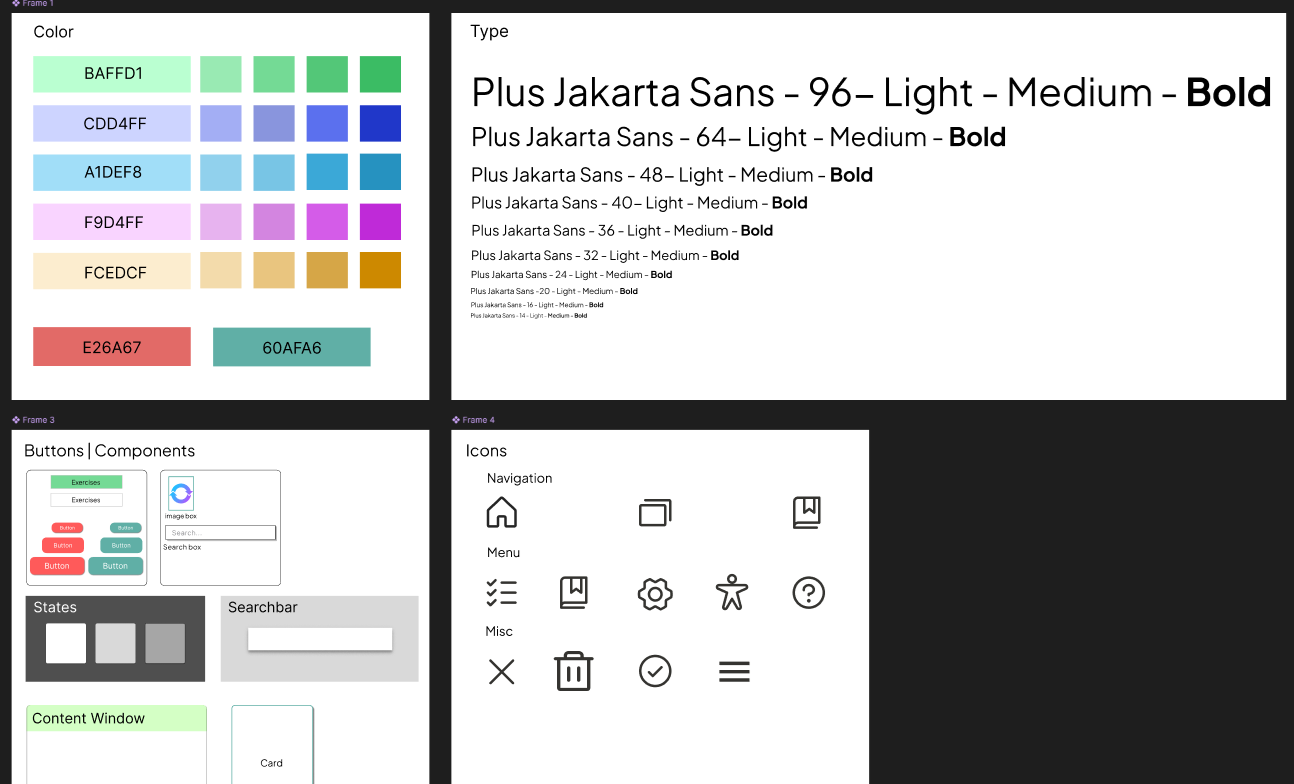 Frame 1
Color
BAFFD1
CDD4FF
A1DEF8
F9D4FF
FCEDCF
E26A67
60AFA6
Type
Plus Jakarta Sans - 96– Light - Medium - Bold
Plus Jakarta Sans - 64– Light - Medium - Bold
Plus Jakarta Sans - 48– Light - Medium - Bold
Plus Jakarta Sans - 40– Light - Medium - Bold
Plus Jakarta Sans - 36 - Light - Medium - Bold
Plus Jakarta Sans - 32 - Light - Medium - Bold
Plus Jakarta Sans - 24 - Light - Medium - Bold
Plus Jakarta Sans -20 - Light - Medium - Bold
Plus Jakarta Sans - 16 - Light - Medium - Bold
Plus Jakarta Sans - 14 - Light - Medium - Bold
Frame 3
Buttons | Components
Exercises
Exercises
Button
Button
Button
Button
Button
Button
image box
Search...
Search box
States
Searchbar
Content Window
Card
Frame 4
Icons
Navigation
Menu
Misc